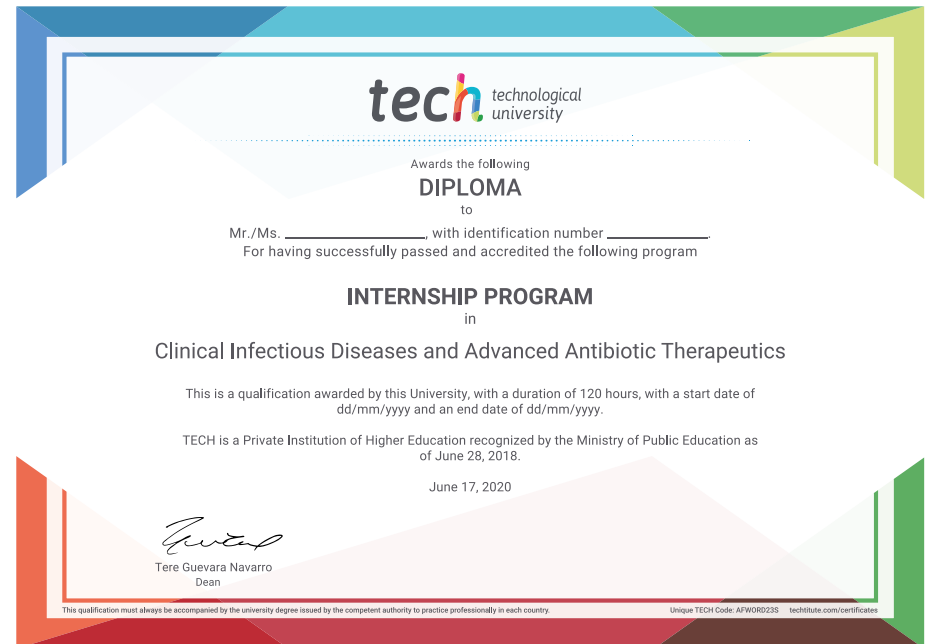 tech technological
university
Awards the following
DIPLOMA
to
Mr./Ms. ____________________, with identification number ______________.
For having successfully passed and accredited the following program
INTERNSHIP PROGRAM
in
Clinical Infectious Diseases and Advanced Antibiotic Therapeutics
This is a qualification awarded by this University, with a duration of 120 hours, with a start date of
dd/mm/yyyy and an end date of dd/mm/yyyy.
TECH is a Private Institution of Higher Education recognized by the Ministry of Public Education as
of June 28, 2018.
June 17, 2020
Tere Guevara Navarro
Dean
This qualification must always be accompanied by the university degree issued by the competent authority to practice professionally in each country. Unique TECH Code: AFWORD23S techtitute.com/certificates